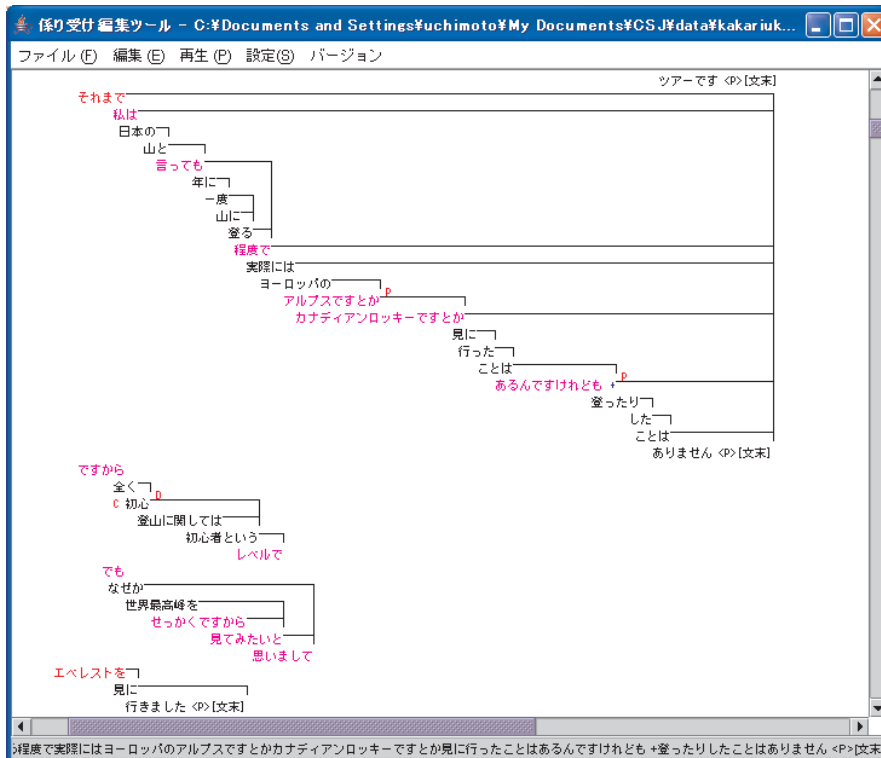 係り受け編集ツール - C:¥Documents and Settings¥uchimoto¥My Documents¥CSJ¥data¥kakariuk...
ファイル(F) 編集(E) 再生(P) 設定(S) バージョン
ツアーです <P>[文末]
それまで
私は
日本の
山と
言っても
年に
一度
山に
登る
程度で
実際には
ヨーロッパの
p
アルプスですとか
カナディアンロッキーですとか
見に
行った
ことは
p
あるんですけれども +
登ったり
した
ことは
ありません <P>[文末]
ですから
全く
D
C 初心
登山に関しては
初心者という
レベルで
でも
なぜか
世界最高峰を
せっかくですから
見てみたいと
思いまして
エベレストを
見に
行きました <P>[文末]
程度で実際にはヨーロッパのアルプスですとかカナディアンロッキーですとか見に行ったことはあるんですけれども +登ったりしたことはありません <P>[文末